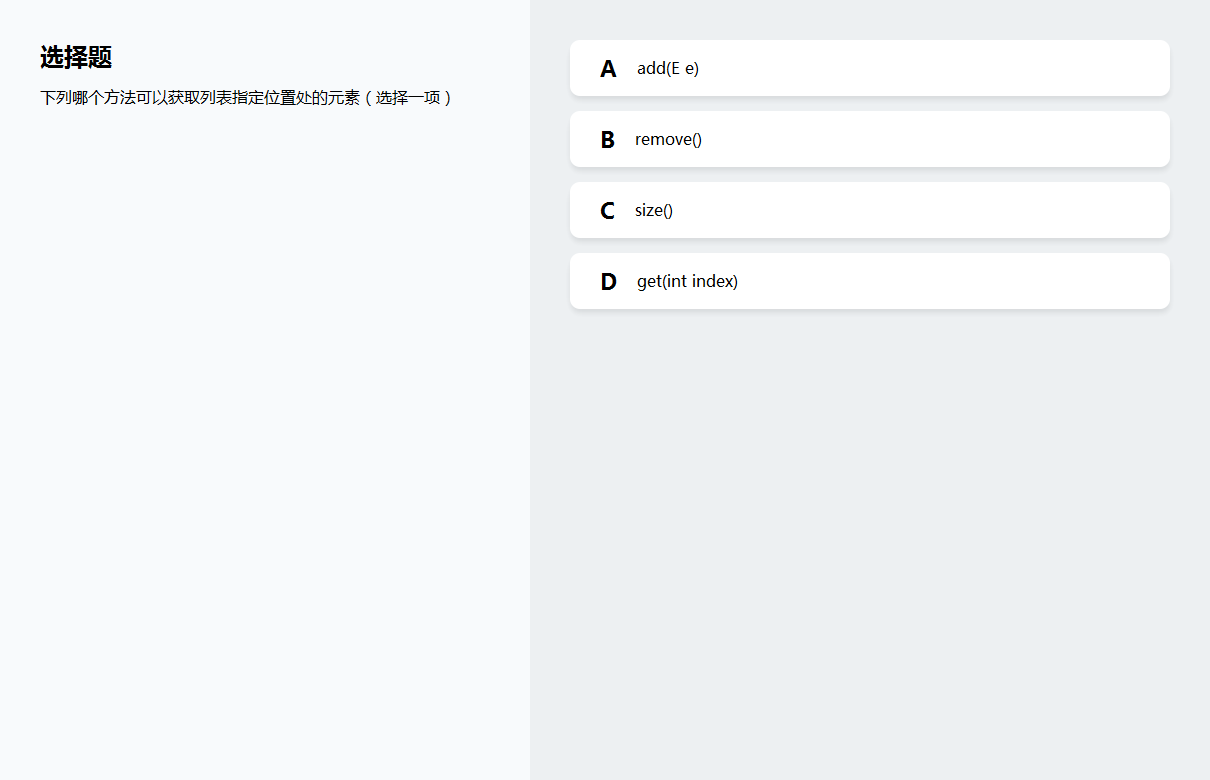 选择题
下列哪个方法可以获取列表指定位置处的元素（选择一项）
A add(E e)
B remove()
C size()
D get(int index)